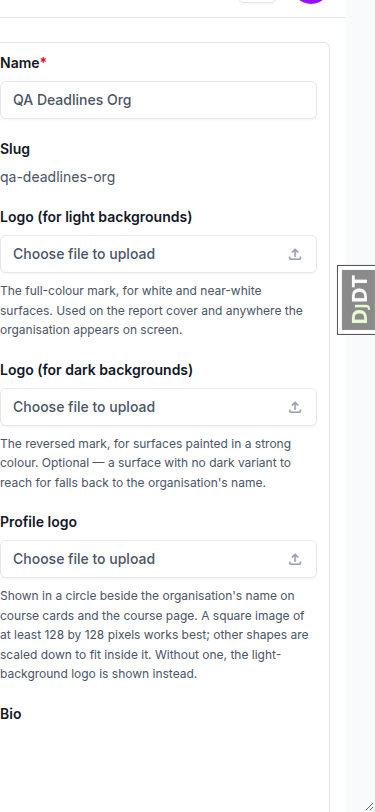 Name*
QA Deadlines Org
Slug
qa-deadlines-org
Logo (for light backgrounds)
Choose file to upload
The full-colour mark, for white and near-white
surfaces. Used on the report cover and anywhere the
organisation appears on screen.
Logo (for dark backgrounds)
Choose file to upload
The reversed mark, for surfaces painted in a strong
colour. Optional — a surface with no dark variant to
reach for falls back to the organisation's name.
Profile logo
Choose file to upload
Shown in a circle beside the organisation's name on
course cards and the course page. A square image of
at least 128 by 128 pixels works best; other shapes are
scaled down to fit inside it. Without one, the light-
background logo is shown instead.
Bio
DjDT